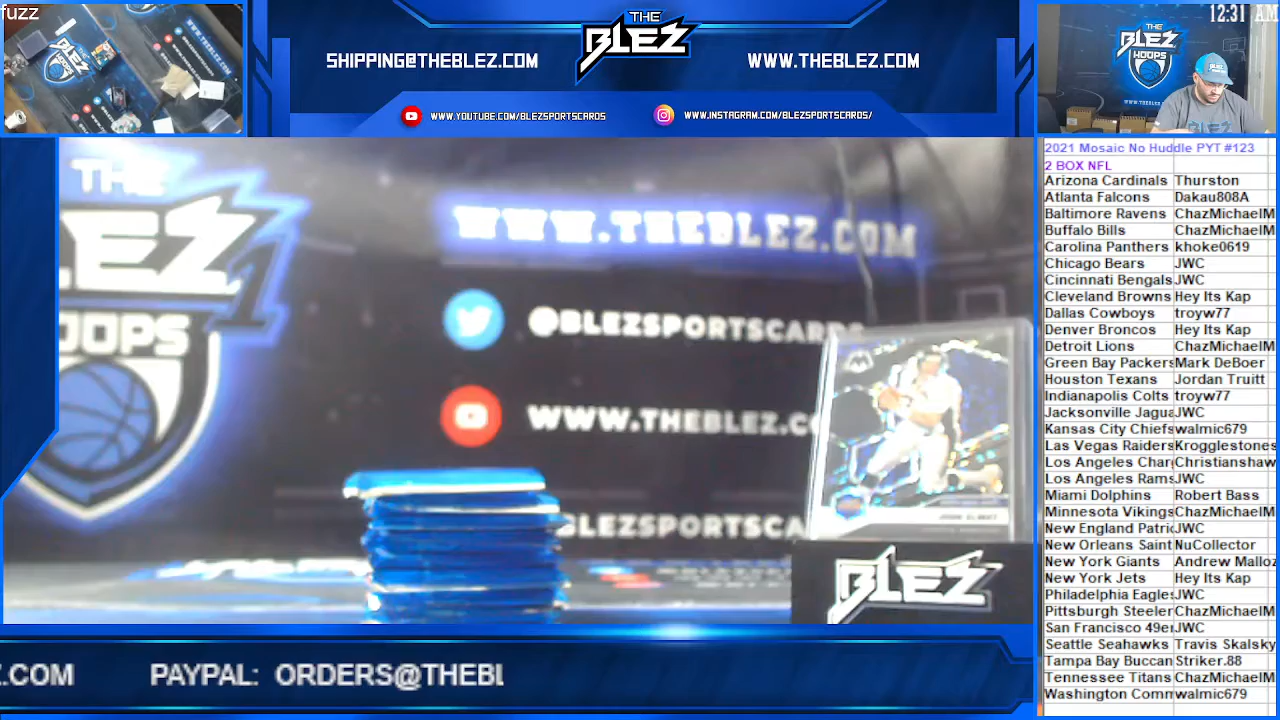 fuzz
SHIPPING@THEBLEZ.COM
THE
BLEZ
WWW.THEBLEZ.COM
WWW.YOUTUBE.COM/BLEZSPORTSCARDS
WWW.INSTAGRAM.COM/BLEZSPORTSCARDS/
12:31 AM
THE
BLEZ
HOOPS
THE
LEZ
HOOPS
WWW.THEBLEZ.COM
@BLEZSPORTSCARDS
WWW.THEBLEZ.C
BLEZSPORTSCA
BLEZ
2021 Mosaic No Huddle PYT #123
2 BOX NFL
Arizona Cardinals Thurston
Atlanta Falcons Dakau808A
Baltimore Ravens ChazMichaelM
Buffalo Bills ChazMichaelM
Carolina Panthers khoke0619
Chicago Bears JWC
Cincinnati Bengals JWC
Cleveland Browns Hey Its Kap
Dallas Cowboys troyw77
Denver Broncos Hey Its Kap
Detroit Lions ChazMichaelM
Green Bay Packers Mark DeBoer
Houston Texans Jordan Truitt
Indianapolis Colts troyw77
Jacksonville Jagua JWC
Kansas City Chiefs walmic679
Las Vegas Raiders Krogglestones
Los Angeles Char Christianshaw
Los Angeles Rams JWC
Miami Dolphins Robert Bass
Minnesota Vikings ChazMichaelM
New England Patri JWC
New Orleans Saint NuCollector
New York Giants Andrew Malloz
New York Jets Hey Its Kap
Philadelphia Eagles JWC
Pittsburgh Steeler ChazMichaelM
San Francisco 49er JWC
Seattle Seahawks Travis Skalsky
Tampa Bay Buccan Striker.88
Tennessee Titans ChazMichaelM
Washington Comm walmic679
Z.COM PAYPAL: ORDERS@THEBL